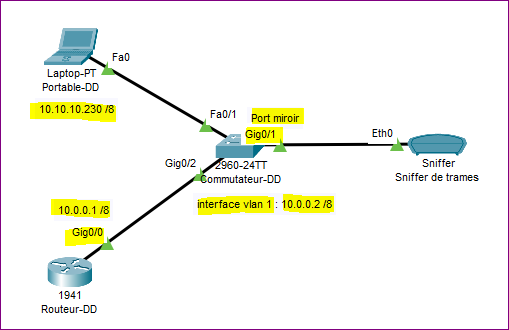 Fa0
Laptop-PT
Portable-DD
10.10.10.230 /8
Fa0/1
Port miroir
Gig0/1
Eth0
2960-24TT
Commutateur-DD
Sniffer
Sniffer de trames
Gig0/2
interface vlan 1 : 10.0.0.2 /8
10.0.0.1 /8
Gig0/0
1941
Routeur-DD